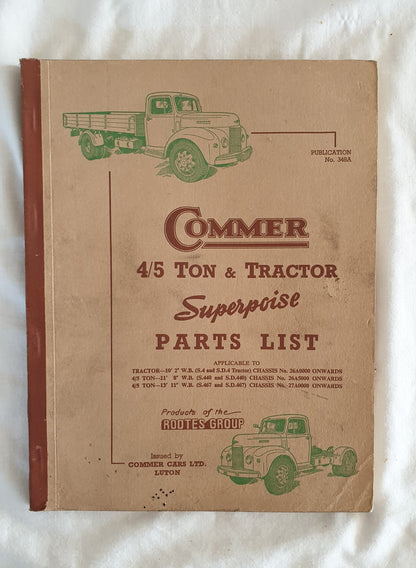 PUBLICATION
No. 348A
COMMER
4/5 TON & TRACTOR
Superpoise
PARTS LIST
APPLICABLE TO
TRACTOR—10' 2" W.B. (S.4 and S.D.4 Tractor) CHASSIS No. 26A0000 ONWARDS
4/5 TON—11' 8" W.B. (S.440 and S.D.440) CHASSIS No. 26A5000 ONWARDS
4/5 TON—13' 11" W.B. (S.467 and S.D.467) CHASSIS No. 27A0000 ONWARDS
Products of the
ROOTES GROUP
Issued by
COMMER CARS LTD.
LUTON